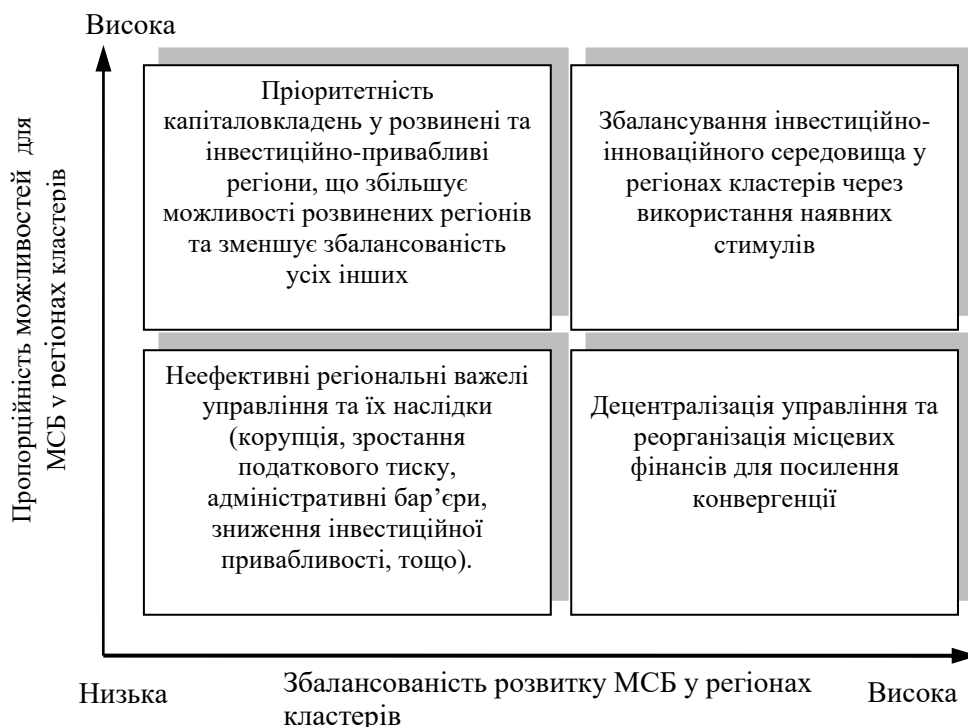 Висока
Пропорційність можливостей для
МСБ у регіонах кластерів
Пріоритетність
капіталовкладень у розвинені та
інвестиційно-привабливі
регіони, що збільшує
можливості розвинених регіонів
та зменшує збалансованість
усіх інших
Збалансування інвестиційно-
інноваційного середовища у
регіонах кластерів через
використання наявних
стимулів
Неефективні регіональні важелі
управління та їх наслідки
(корупція, зростання
податкового тиску,
адміністративні бар’єри,
зниження інвестиційної
привабливості, тощо).
Децентралізація управління та
реорганізація місцевих
фінансів для посилення
конвергенції
Низька
Збалансованість розвитку МСБ у регіонах
кластерів
Висока